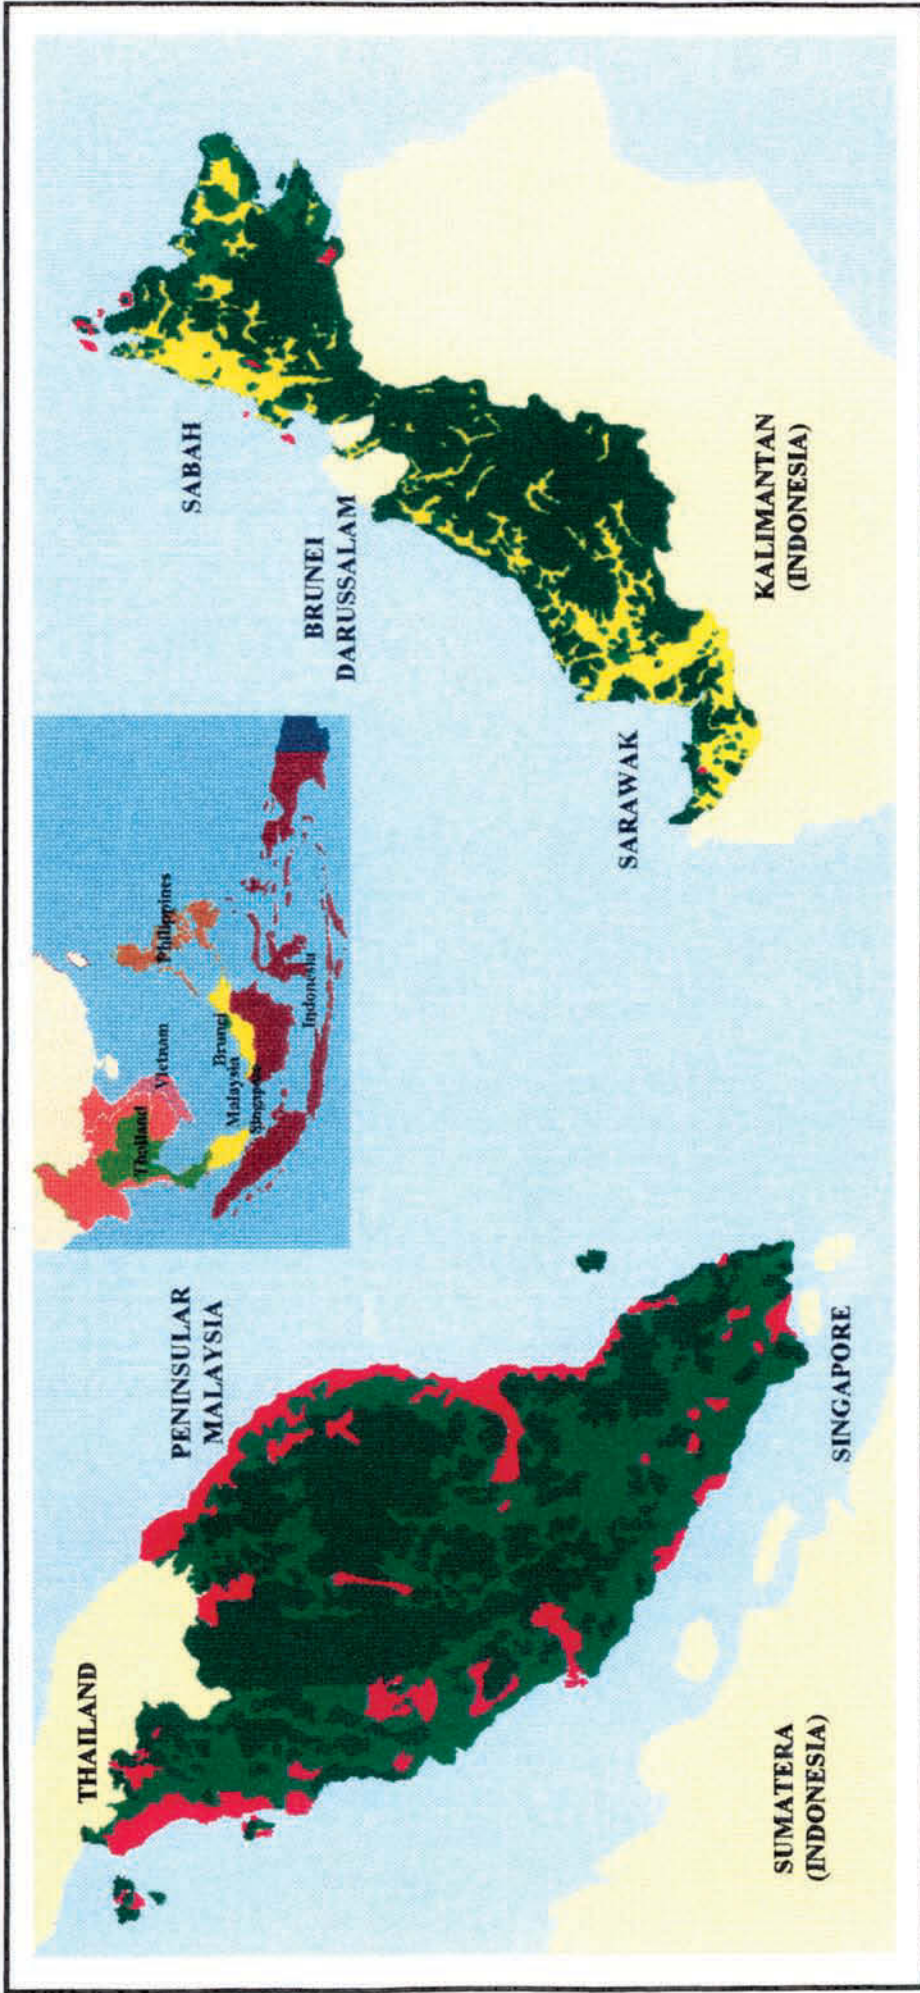 THAILAND
PENINSULAR
MALAYSIA
SUMATERA
(INDONESIA)
SINGAPORE
Thailand
Vietnam
Philippines
Brunei
Malaysia
Indonesia
SABAH
BRUNEI
DARUSSALAM
SARAWAK
KALIMANTAN
(INDONESIA)